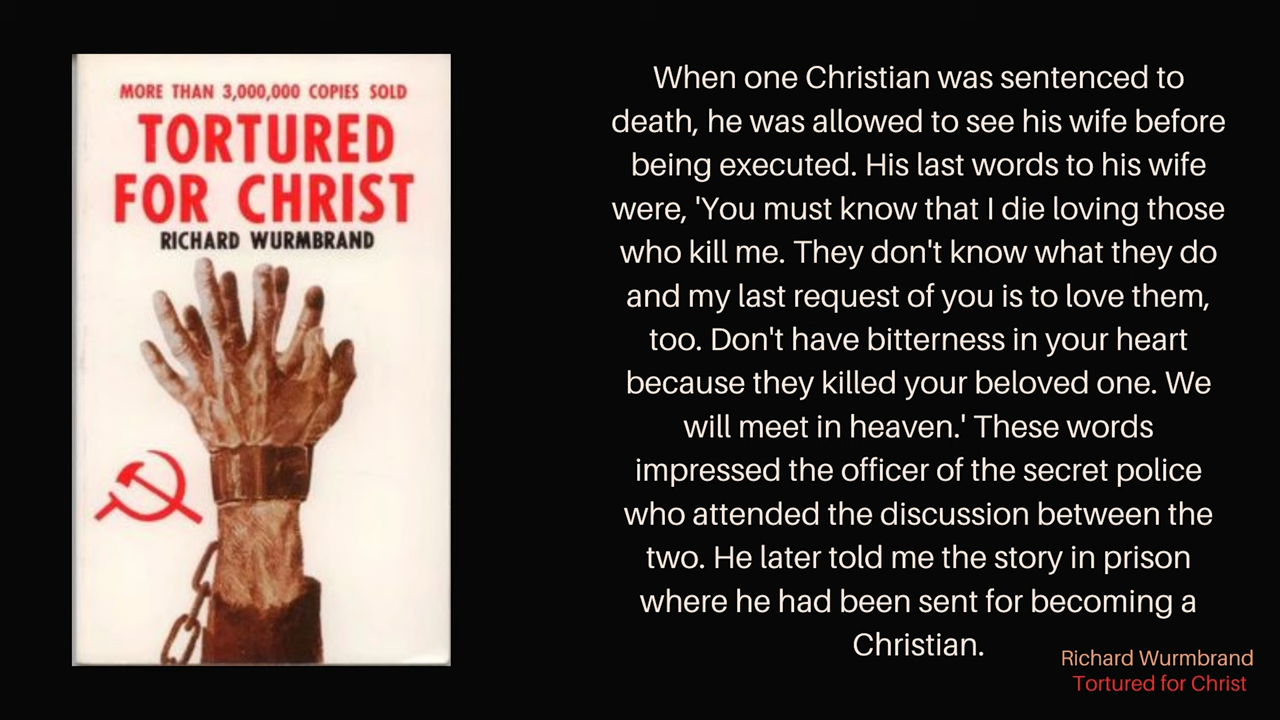 MORE THAN 3,000,000 COPIES SOLD
TORTURED
FOR CHRIST
RICHARD WURMBRAND
When one Christian was sentenced to
death, he was allowed to see his wife before
being executed. His last words to his wife
were, 'You must know that I die loving those
who kill me. They don't know what they do
and my last request of you is to love them,
too. Don't have bitterness in your heart
because they killed your beloved one. We
will meet in heaven.' These words
impressed the officer of the secret police
who attended the discussion between the
two. He later told me the story in prison
where he had been sent for becoming a
Christian.
Richard Wurmbrand
Tortured for Christ